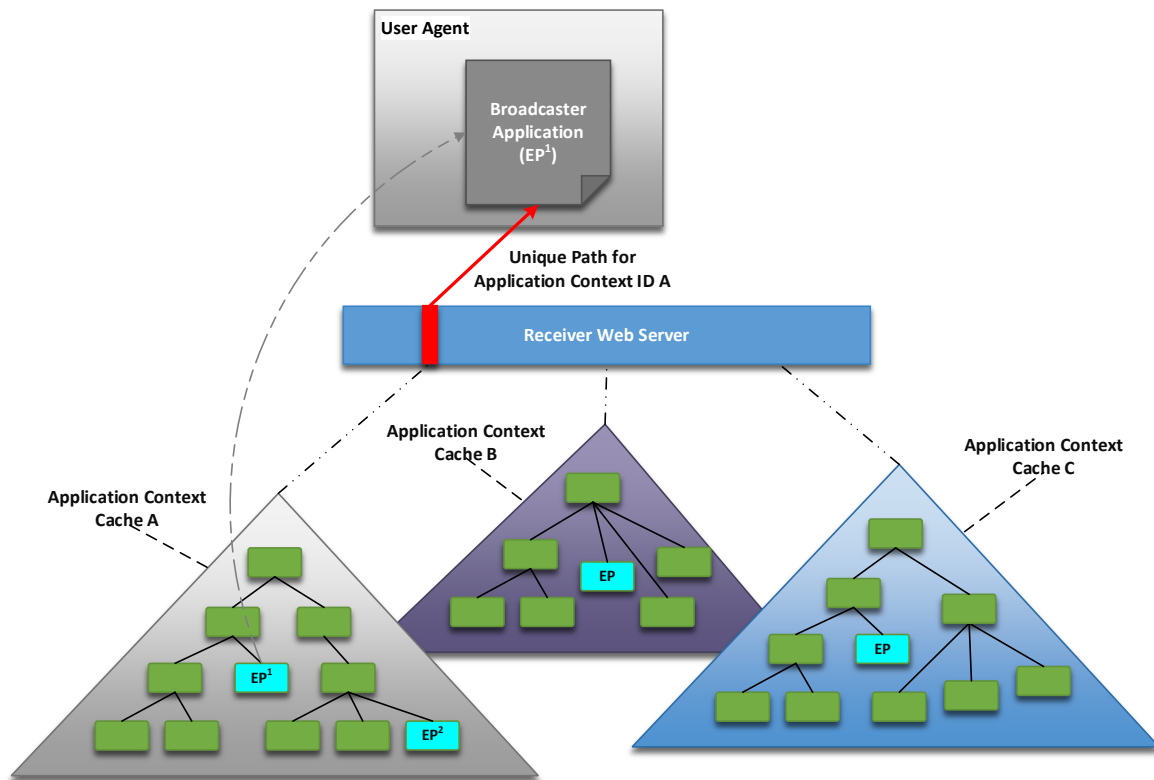 User Agent
Broadcaster
Application
(EP¹)
Unique Path for
Application Context ID A
Receiver Web Server
Application Context
Cache B
Application Context
Cache C
Application Context
Cache A
EP
EP
EP¹
EP²